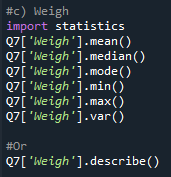 #c) Weigh
import statistics
Q7['Weigh'].mean()
Q7['Weigh'].median()
Q7['Weigh'].mode()
Q7['Weigh'].min()
Q7['Weigh'].max()
Q7['Weigh'].var()
#Or
Q7['Weigh'].describe()